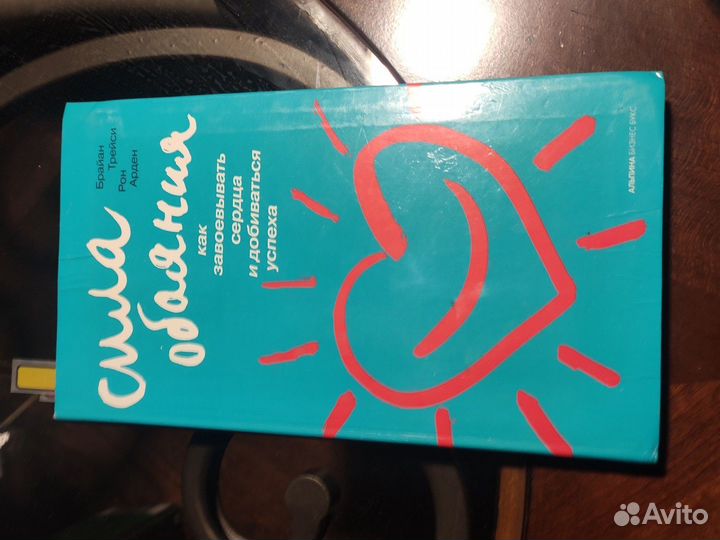 Брайан
Трейси
Рон
Арден
сила
обаяния
как
завоевывать
сердца
и добиваться
успеха
АЛЬПИНА БИЗНЕС БУКС
Avito